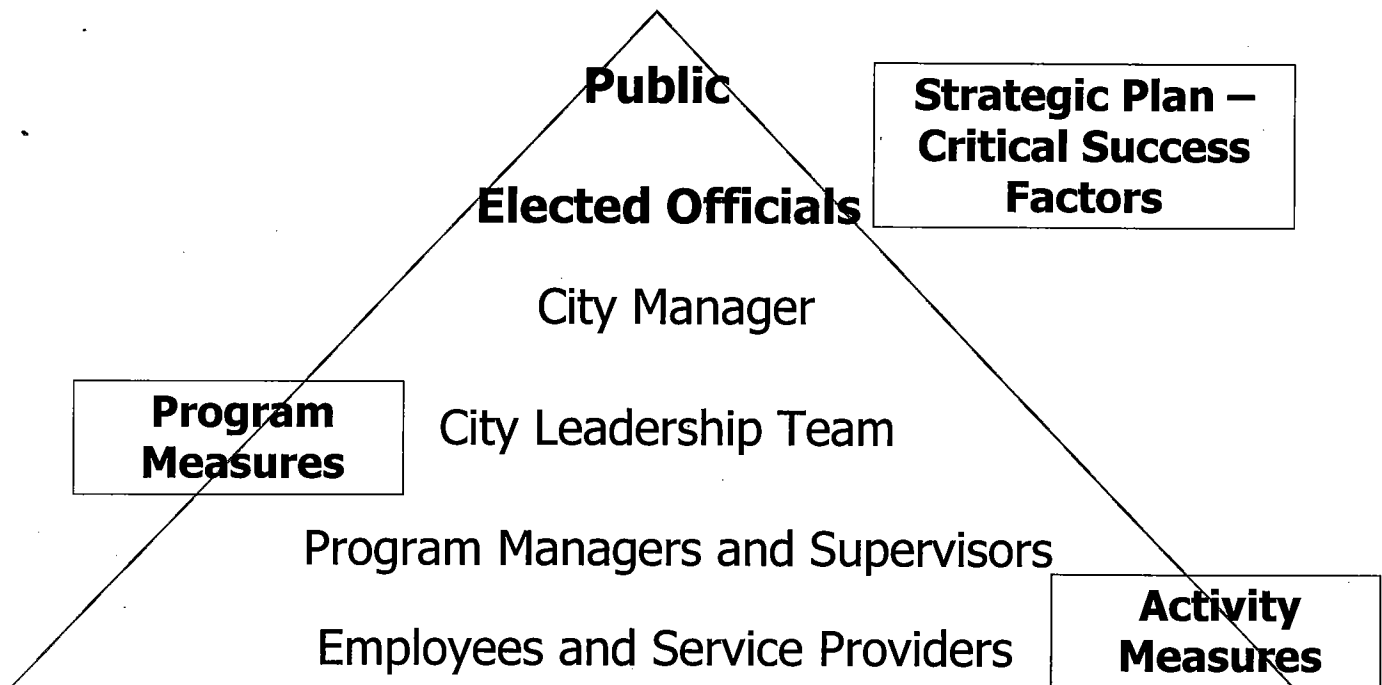 Public
Strategic Plan –
Critical Success
Factors
Elected Officials
City Manager
Program
Measures
City Leadership Team
Program Managers and Supervisors
Activity
Measures
Employees and Service Providers